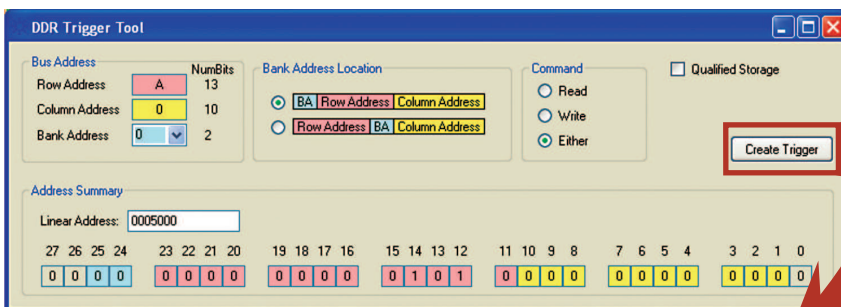 DDR Trigger Tool
Bus Address
NumBits
Row Address A 13
Column Address 0 10
Bank Address 0 2
Bank Address Location
BA Row Address Column Address
Row Address BA Column Address
Command
Read
Write
Either
Qualified Storage
Create Trigger
Address Summary
Linear Address: 0005000
27 26 25 24 23 22 21 20 19 18 17 16 15 14 13 12 11 10 9 8 7 6 5 4 3 2 1 0
0 0 0 0 0 0 0 0 0 0 0 0 0 1 0 1 0 0 0 0 0 0 0 0 0 0 0 0